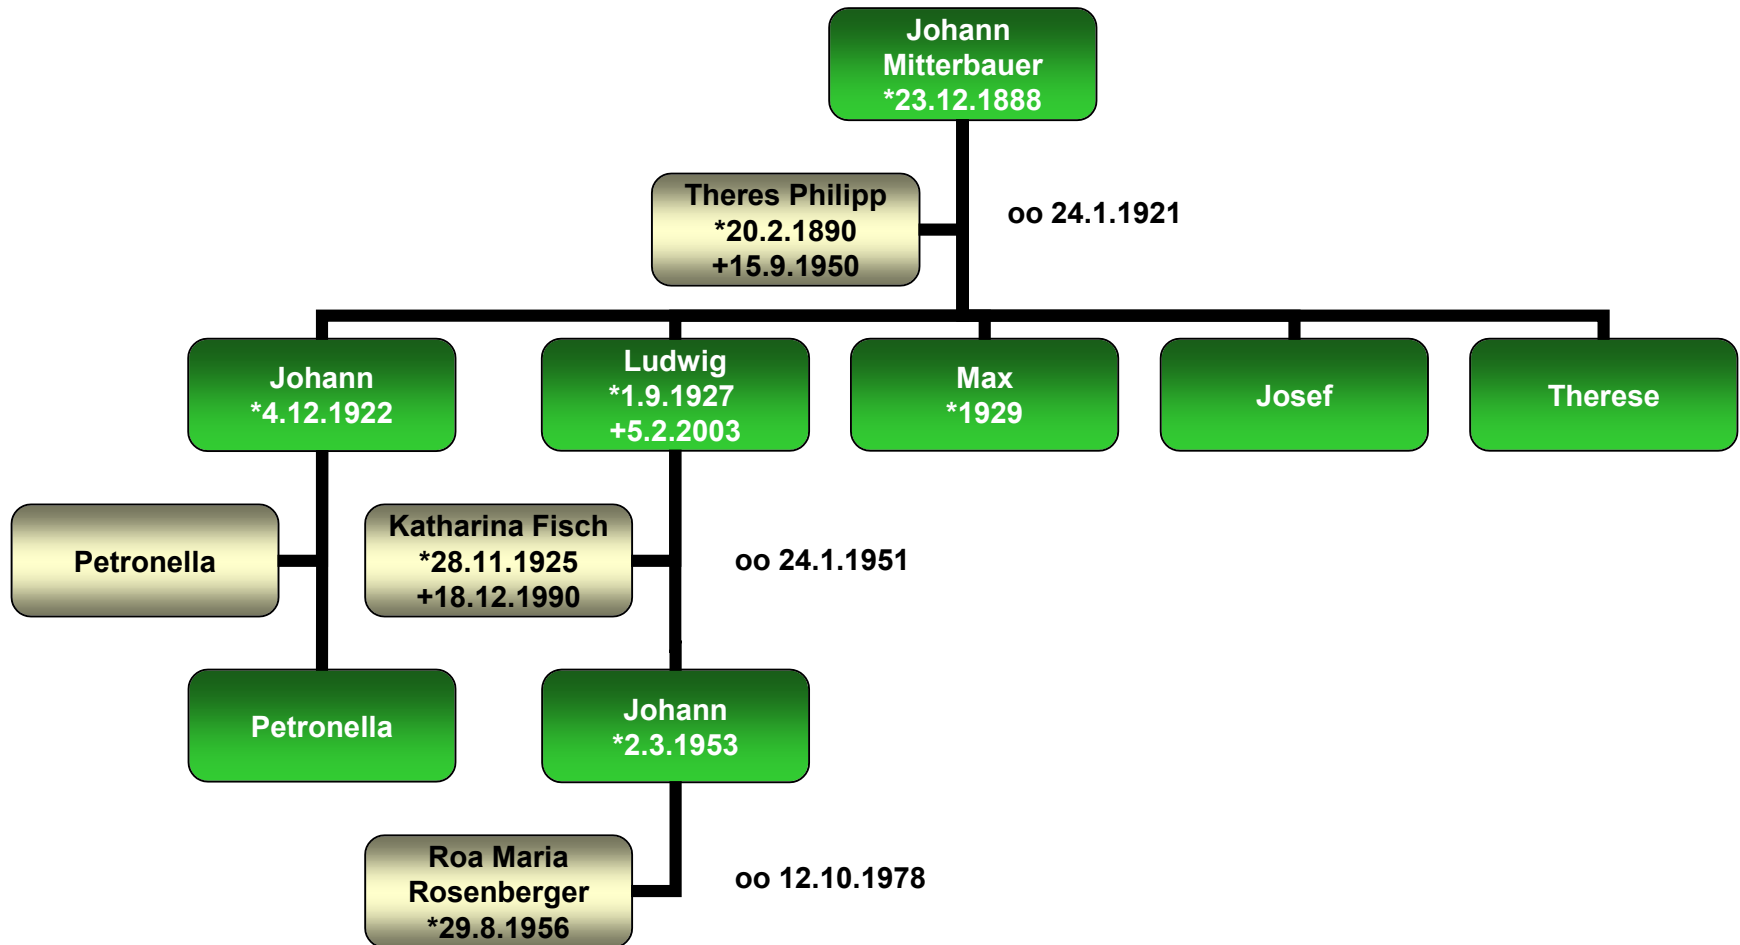 Johann
Mitterbauer
*23.12.1888
Theres Philipp
*20.2.1890
+15.9.1950
oo 24.1.1921
Johann
*4.12.1922
Ludwig
*1.9.1927
+5.2.2003
Max
*1929
Josef
Therese
Petronella
Katharina Fisch
*28.11.1925
+18.12.1990
oo 24.1.1951
Petronella
Johann
*2.3.1953
Roa Maria
Rosenberger
*29.8.1956
oo 12.10.1978